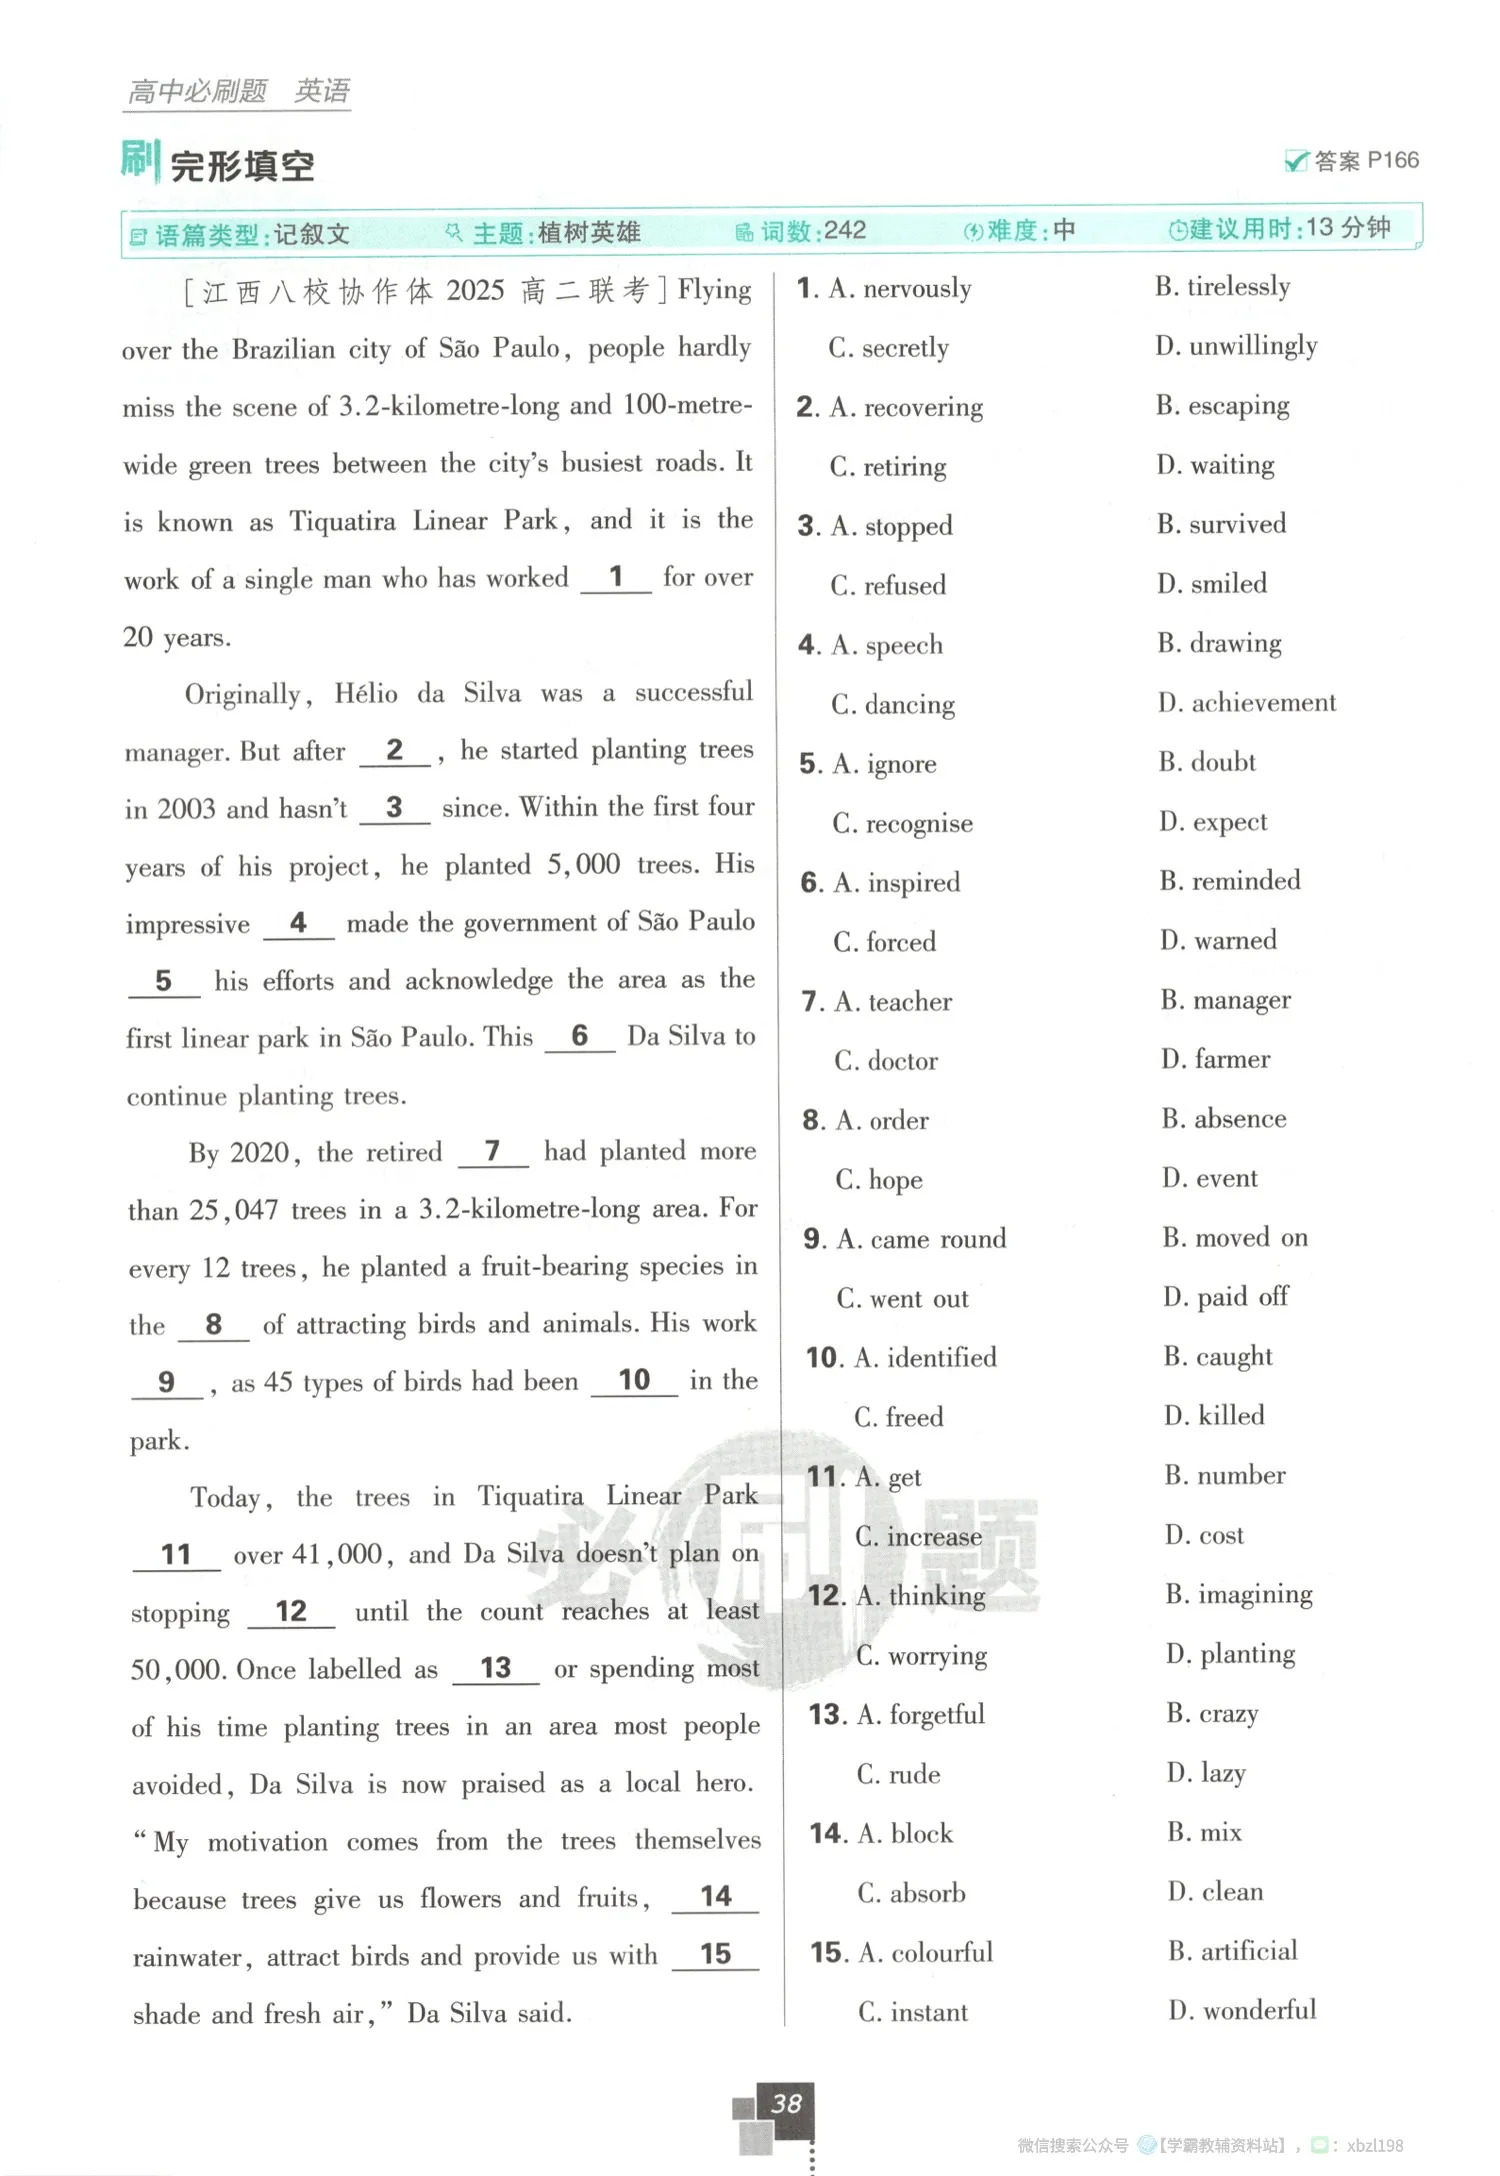 高中必刷题 英语
刷 完形填空
答案 P166
语篇类型:记叙文 主题:植树英雄 词数:242 难度:中 建议用时:13 分钟
[江西八校协作体 2025 高二联考] Flying
over the Brazilian city of São Paulo, people hardly
miss the scene of 3.2-kilometre-long and 100-metre-
wide green trees between the city's busiest roads. It
is known as Tiquatira Linear Park, and it is the
work of a single man who has worked 1 for over
20 years.
Originally, Hélio da Silva was a successful
manager. But after 2 , he started planting trees
in 2003 and hasn't 3 since. Within the first four
years of his project, he planted 5,000 trees. His
impressive 4 made the government of São Paulo
5 his efforts and acknowledge the area as the
first linear park in São Paulo. This 6 Da Silva to
continue planting trees.
By 2020, the retired 7 had planted more
than 25,047 trees in a 3.2-kilometre-long area. For
every 12 trees, he planted a fruit-bearing species in
the 8 of attracting birds and animals. His work
9 , as 45 types of birds had been 10 in the
park.
Today, the trees in Tiquatira Linear Park
11 over 41,000, and Da Silva doesn't plan on
stopping 12 until the count reaches at least
50,000. Once labelled as 13 or spending most
of his time planting trees in an area most people
avoided, Da Silva is now praised as a local hero.
"My motivation comes from the trees themselves
because trees give us flowers and fruits, 14
rainwater, attract birds and provide us with 15
shade and fresh air," Da Silva said.
1. A. nervously B. tirelessly
C. secretly D. unwillingly
2. A. recovering B. escaping
C. retiring D. waiting
3. A. stopped B. survived
C. refused D. smiled
4. A. speech B. drawing
C. dancing D. achievement
5. A. ignore B. doubt
C. recognise D. expect
6. A. inspired B. reminded
C. forced D. warned
7. A. teacher B. manager
C. doctor D. farmer
8. A. order B. absence
C. hope D. event
9. A. came round B. moved on
C. went out D. paid off
10. A. identified B. caught
C. freed D. killed
11. A. get B. number
C. increase D. cost
12. A. thinking B. imagining
C. worrying D. planting
13. A. forgetful B. crazy
C. rude D. lazy
14. A. block B. mix
C. absorb D. clean
15. A. colourful B. artificial
C. instant D. wonderful
必刷题
38
微信搜索公众号【学霸教辅资料站】, : xbzl198